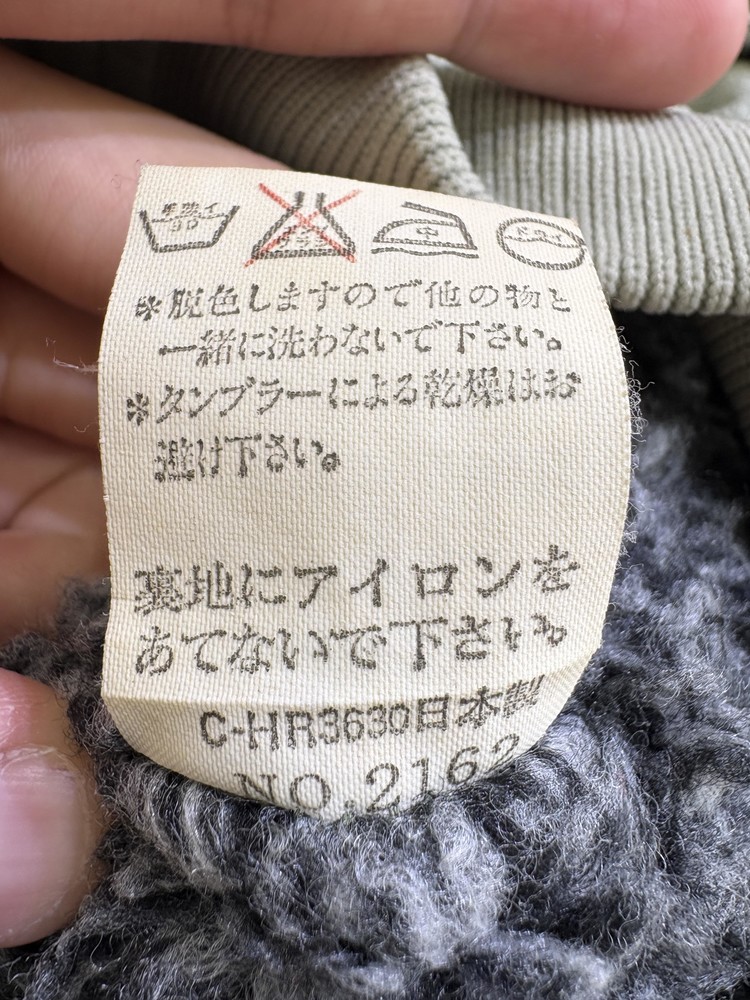 手洗イ
30
中
ドライ
※脱色しますので他の物と
一緒に洗わないで下さい。
※タンブラーによる乾燥はお
避け下さい。
裏地にアイロンを
あてないで下さい。
C-HR3630日本製
NO.2162